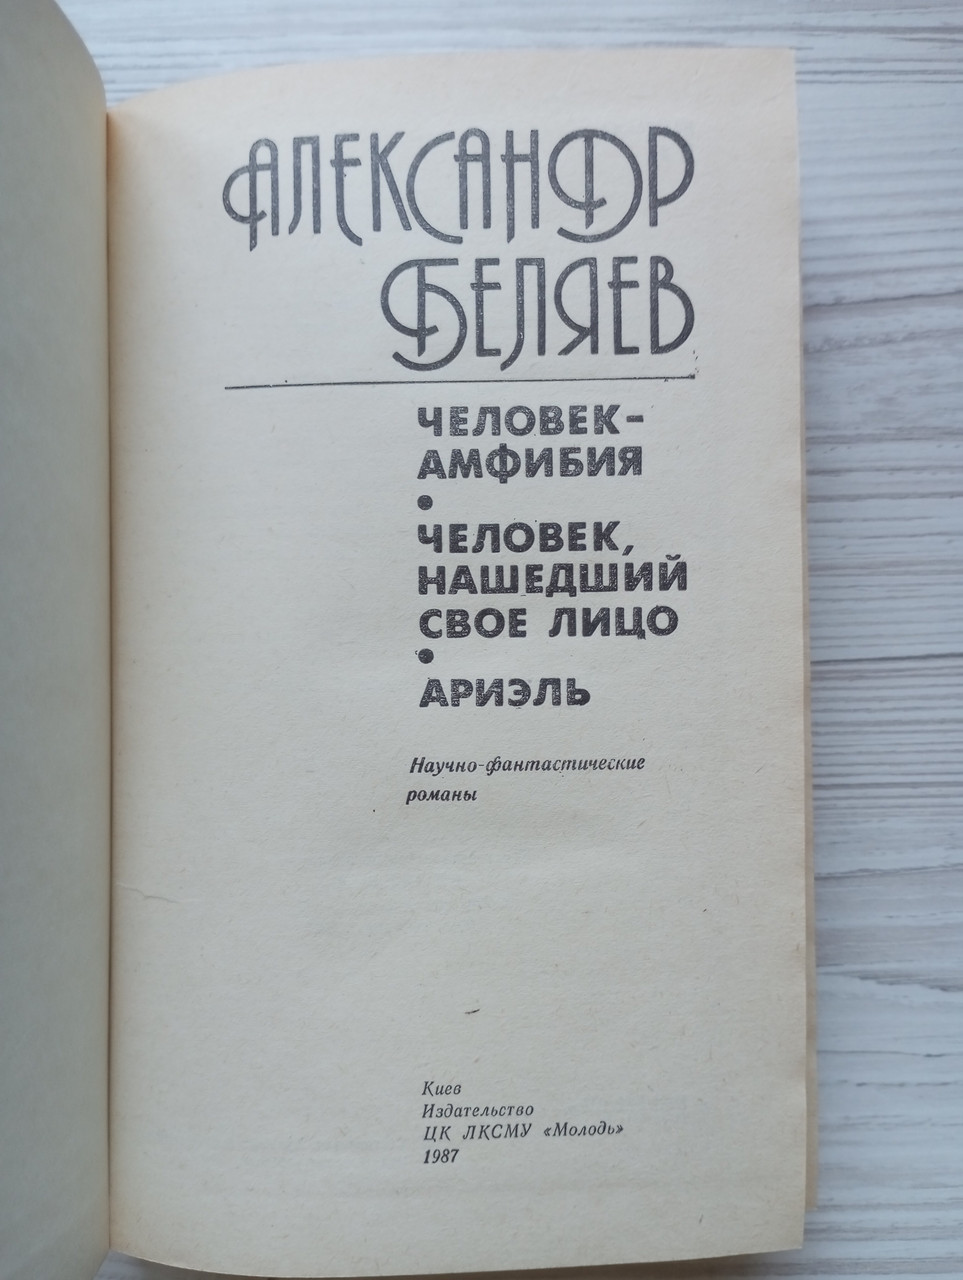 АЛЕКСАНДР
БЕЛЯЕВ
ЧЕЛОВЕК-
АМФИБИЯ
•
ЧЕЛОВЕК,
НАШЕДШИЙ
СВОЕ ЛИЦО
•
АРИЭЛЬ
Научно-фантастические
романы
Киев
Издательство
ЦК ЛКСМУ «Молодь»
1987